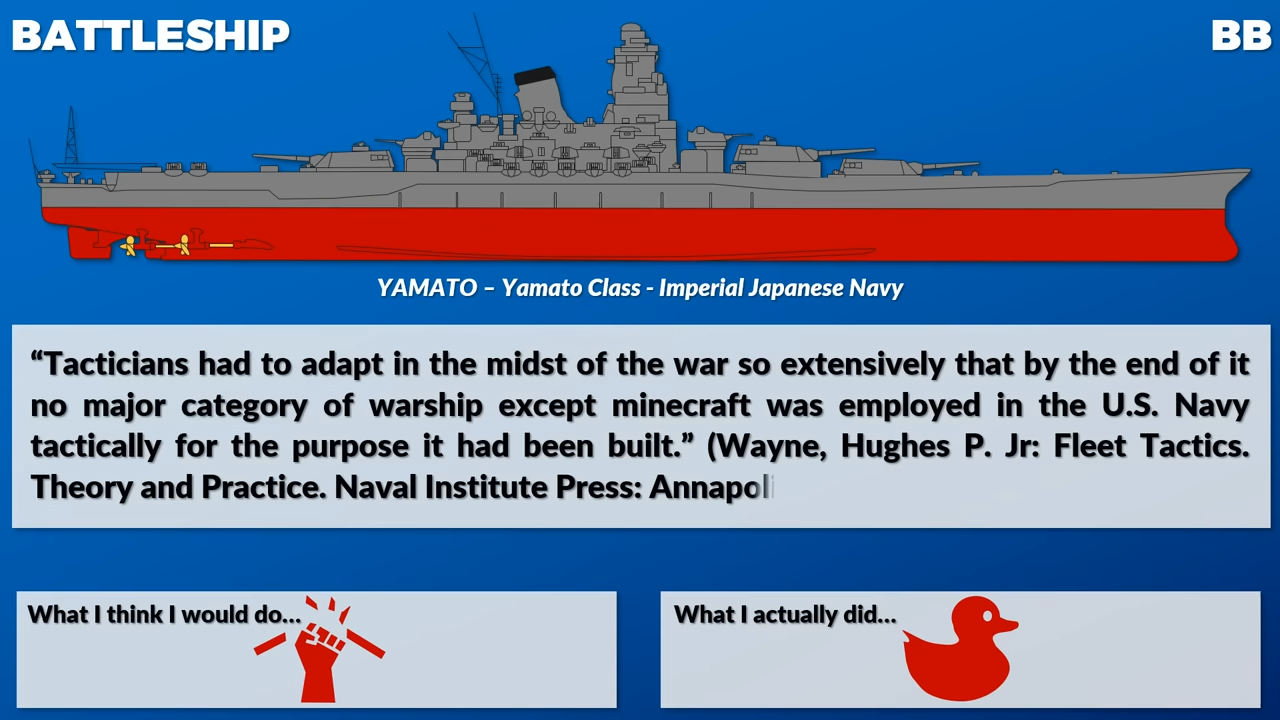 BATTLESHIP
BB
YAMATO – Yamato Class - Imperial Japanese Navy
“Tacticians had to adapt in the midst of the war so extensively that by the end of it
no major category of warship except minecraft was employed in the U.S. Navy
tactically for the purpose it had been built.” (Wayne, Hughes P. Jr: Fleet Tactics.
Theory and Practice. Naval Institute Press: Annapoli
What I think I would do...
What I actually did...